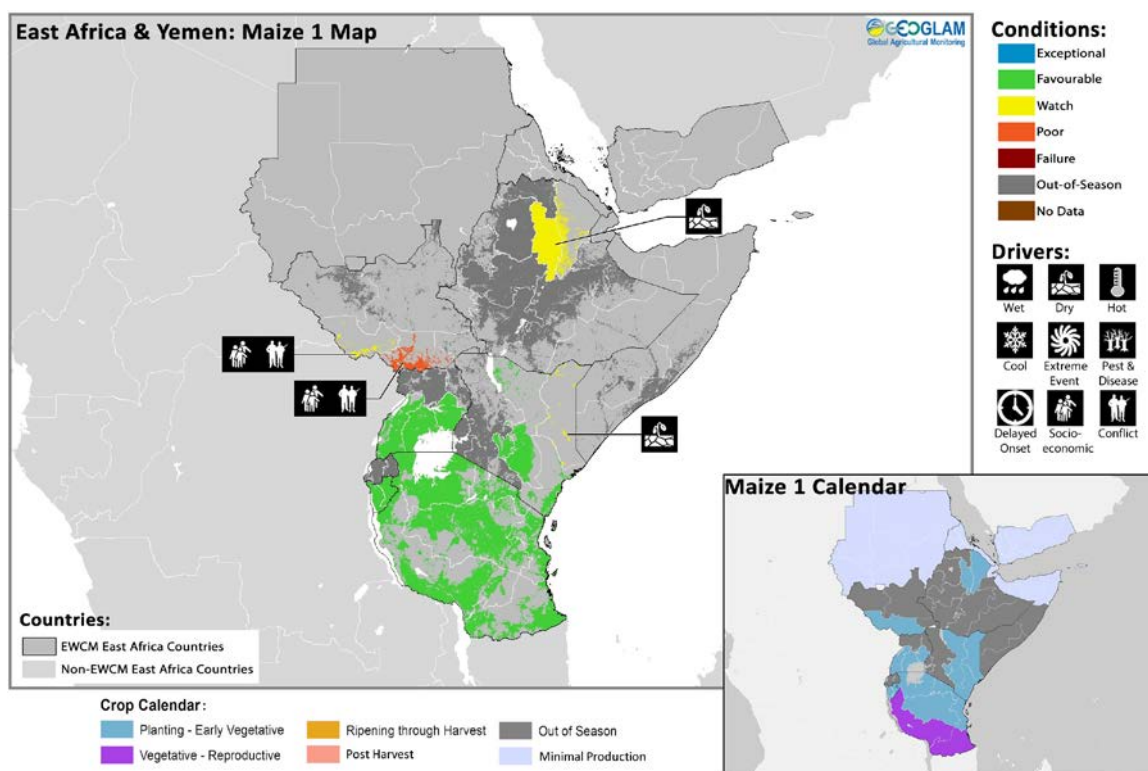 East Africa & Yemen: Maize 1 Map
GEOGLAM
Global Agricultural Monitoring
Conditions:
Exceptional
Favourable
Watch
Poor
Failure
Out-of-Season
No Data
Drivers:
Wet
Dry
Hot
Cool
Extreme
Event
Pest &
Disease
Delayed
Onset
Socio-
economic
Conflict
Countries:
EWCM East Africa Countries
Non-EWCM East Africa Countries
Maize 1 Calendar
Crop Calendar:
Planting - Early Vegetative
Ripening through Harvest
Out of Season
Vegetative - Reproductive
Post Harvest
Minimal Production